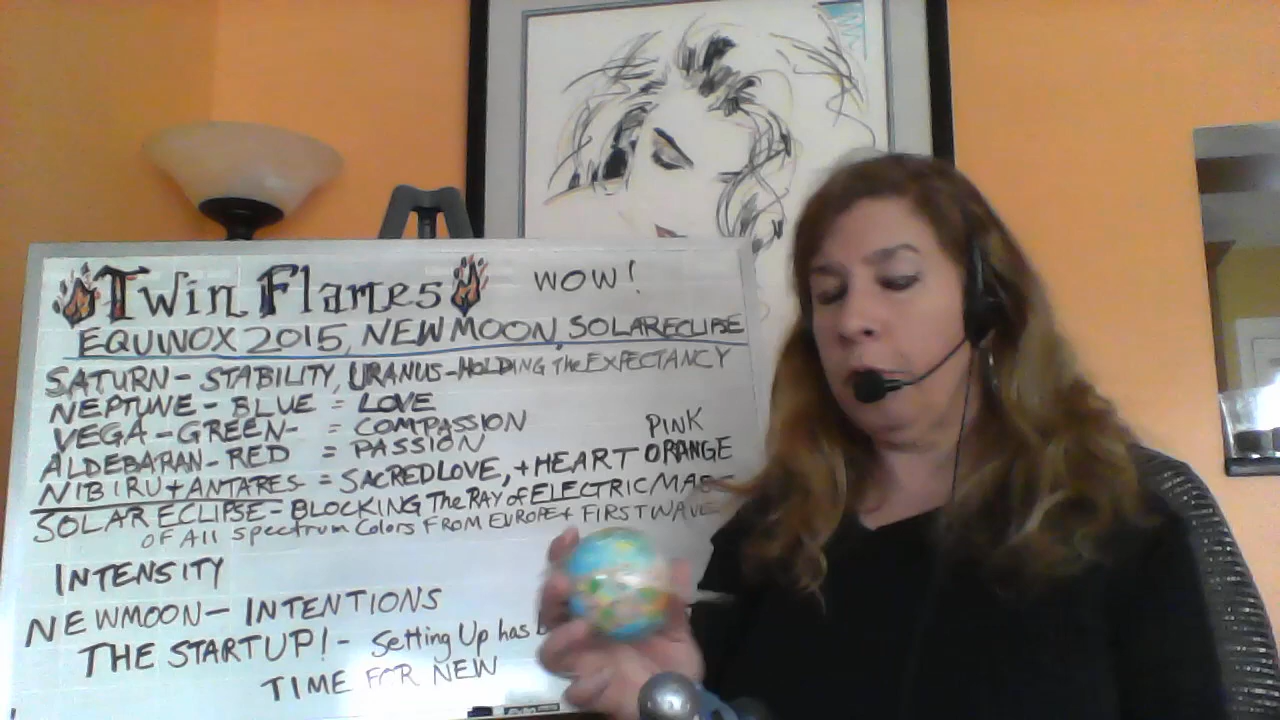 Twin Flames WOW!
EQUINOX 2015, NEW MOON, SOLAR ECLIPSE
SATURN - STABILITY, URANUS - HOLDING The EXPECTANCY
NEPTUNE - BLUE = LOVE
VEGA - GREEN - = COMPASSION PINK
ALDEBARAN - RED = PASSION ORANGE
NIBIRU + ANTARES = SACRED LOVE, + HEART
SOLAR ECLIPSE - BLOCKING The RAY of ELECTRIC
OF All Spectrum Colors FROM EUROPE + FIRST WAVE
INTENSITY
NEW MOON - INTENTIONS
THE STARTUP! - Setting Up has
TIME FOR NEW